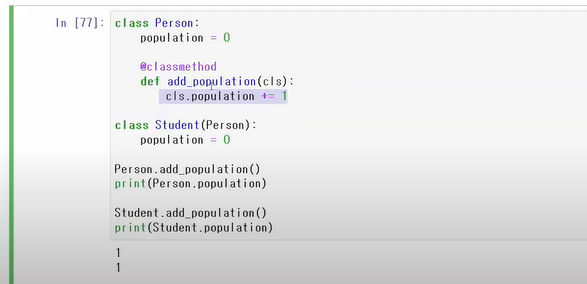 In [77]: class Person:
    population = 0
    @classmethod
    def add_population(cls):
        cls.population += 1
class Student(Person):
    population = 0
Person.add_population()
print(Person.population)
Student.add_population()
print(Student.population)
1
1